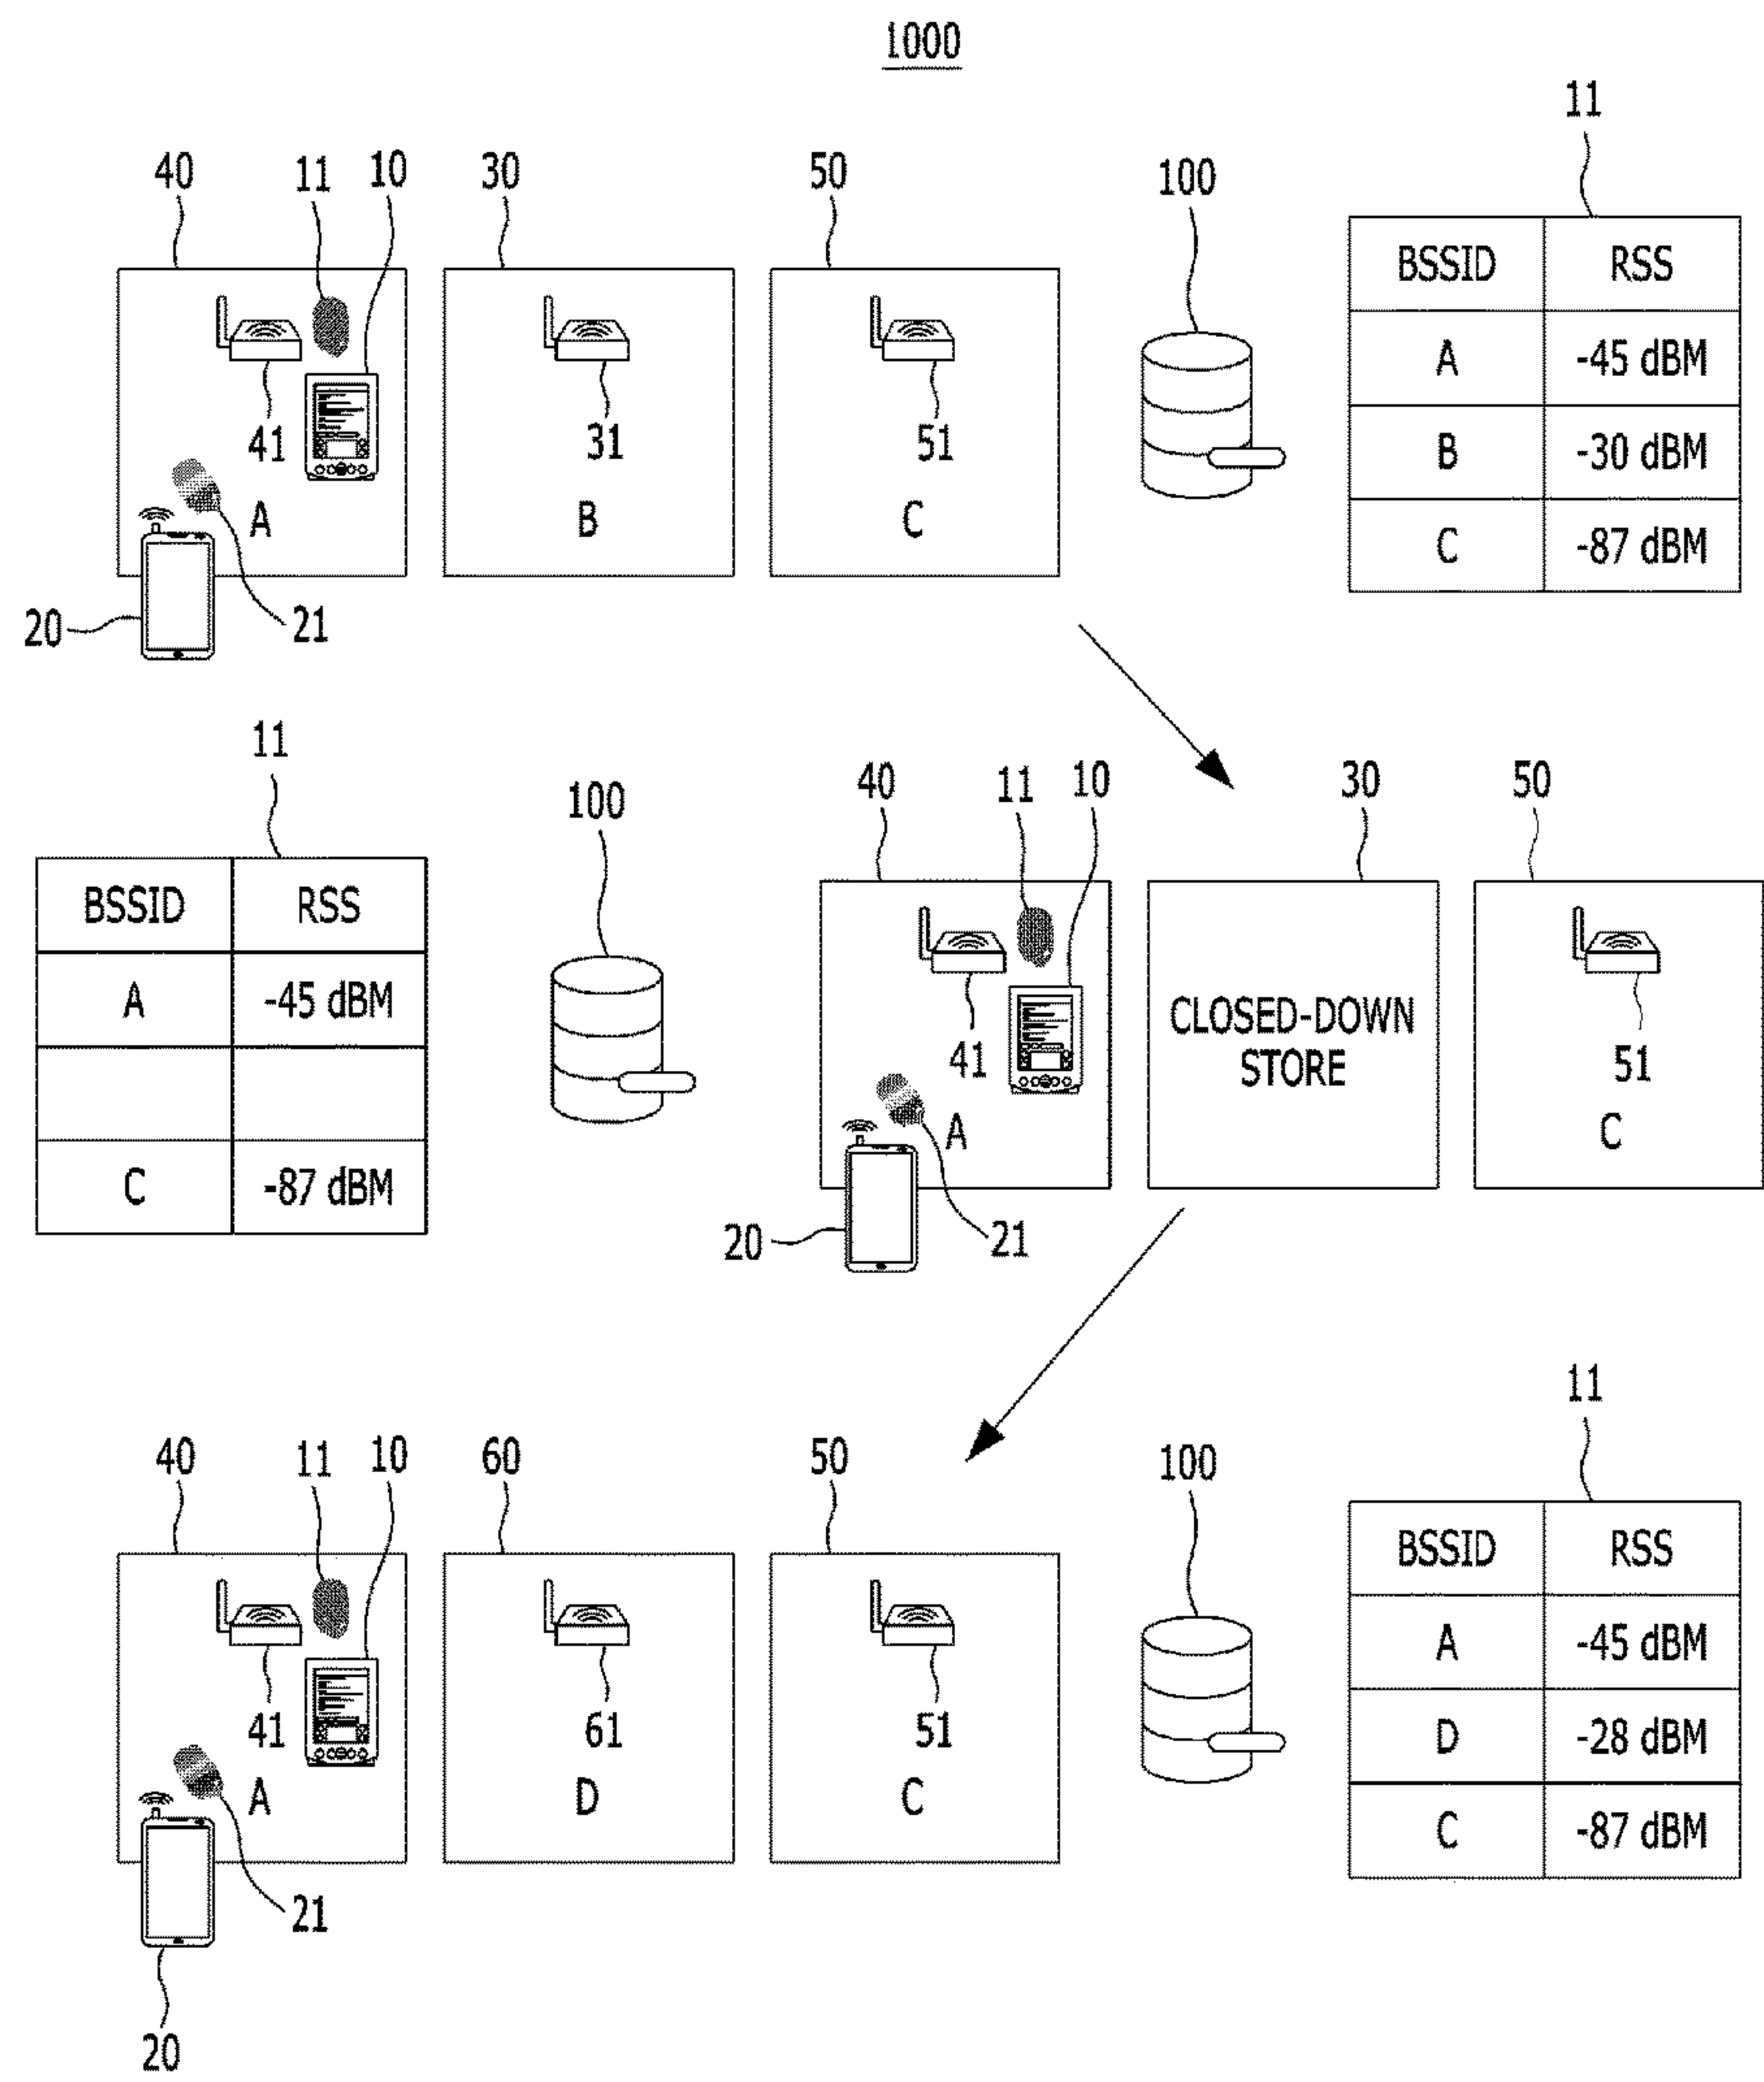 1000
11
40 11 10 30 50 100
BSSID RSS
A -45 dBM
B -30 dBM
C -87 dBM
41 31 51
A B C
20 21
11 100 40 11 10 30 50
BSSID RSS
A -45 dBM
C -87 dBM
41 CLOSED-DOWN 51
STORE
A C
20 21
11
40 11 10 60 50 100
BSSID RSS
A -45 dBM
D -28 dBM
C -87 dBM
41 61 51
A D C
21
20